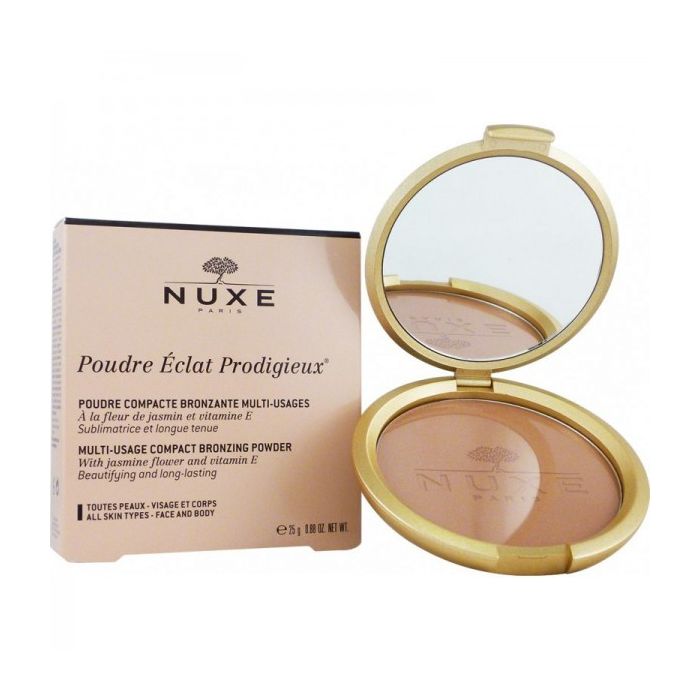 NUXE
PARIS
Poudre Éclat Prodigieux®
POUDRE COMPACTE BRONZANTE MULTI-USAGES
À la fleur de jasmin et vitamine E
Sublimatrice et longue tenue
MULTI-USAGE COMPACT BRONZING POWDER
With jasmine flower and vitamin E
Beautifying and long-lasting
TOUTES PEAUX - VISAGE ET CORPS
ALL SKIN TYPES - FACE AND BODY
℮ 25 g 0.88 OZ. NET WT.
NUXE
PARIS
NUXE
PARIS